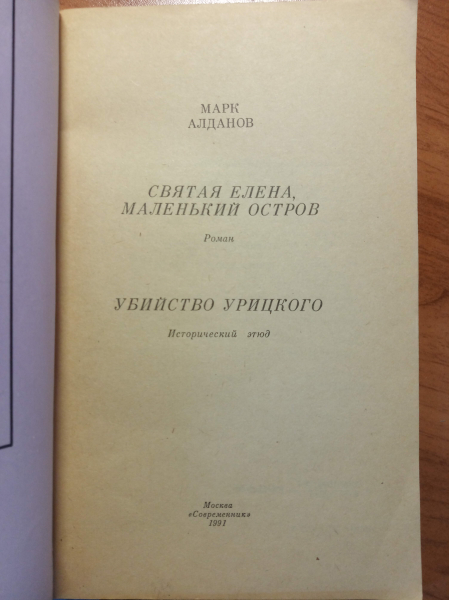 МАРК
АЛДАНОВ
СВЯТАЯ ЕЛЕНА,
МАЛЕНЬКИЙ ОСТРОВ
Роман
УБИЙСТВО УРИЦКОГО
Исторический этюд
Москва
«Современник»
1991